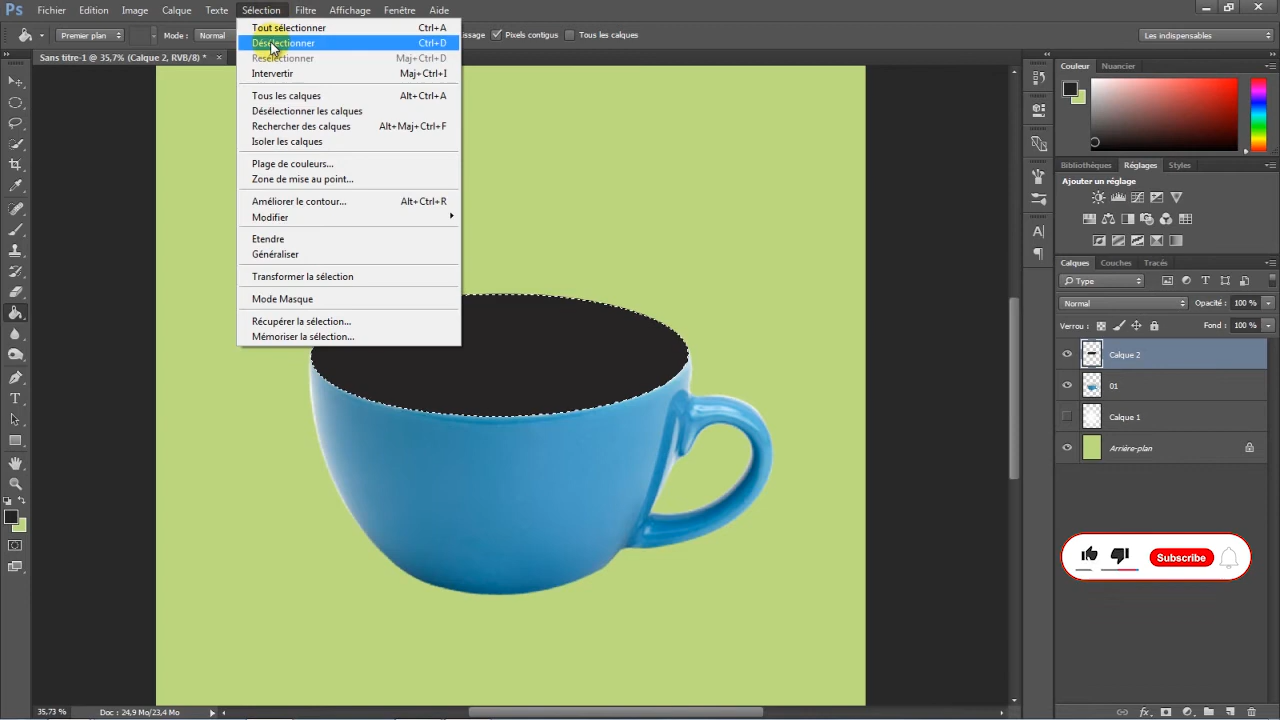 Ps Fichier Edition Image Calque Texte Sélection Filtre Affichage Fenêtre Aide
Premier plan Mode : Normal Pixels contigus Tous les calques Les indispensables
Sans titre-1 @ 35,7% (Calque 2, RVB/8) * ×
Tout sélectionner Ctrl+A
Désélectionner Ctrl+D
Resélectionner Maj+Ctrl+D
Intervertir Maj+Ctrl+I
Tous les calques Alt+Ctrl+A
Désélectionner les calques
Rechercher des calques Alt+Maj+Ctrl+F
Isoler les calques
Plage de couleurs...
Zone de mise au point...
Améliorer le contour... Alt+Ctrl+R
Modifier
Etendre
Généraliser
Transformer la sélection
Mode Masque
Récupérer la sélection...
Mémoriser la sélection...
Couleur Nuancier
Bibliothèques Réglages Styles
Ajouter un réglage
Calques Couches Tracés
Type
Normal Opacité : 100 %
Verrou : Fond : 100 %
Calque 2
01
Calque 1
Arrière-plan
Subscribe
35,73 % Doc : 24,9 Mo/23,4 Mo